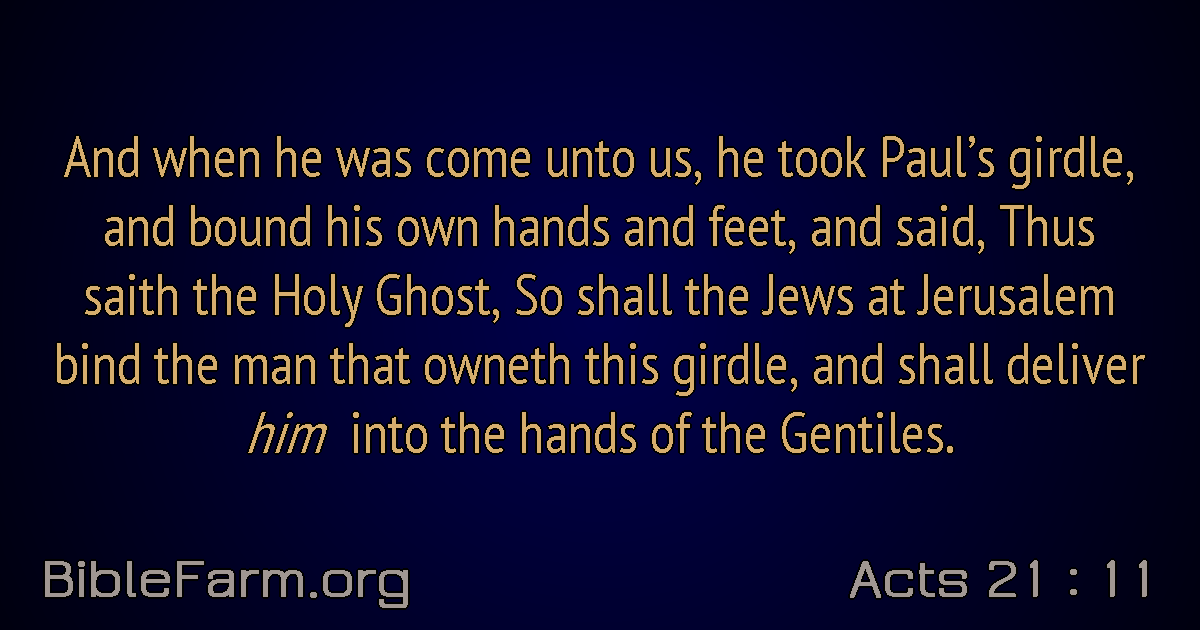 And when he was come unto us, he took Paul’s girdle,
and bound his own hands and feet, and said, Thus
saith the Holy Ghost, So shall the Jews at Jerusalem
bind the man that owneth this girdle, and shall deliver
him into the hands of the Gentiles.
BibleFarm.org
Acts 21 : 11